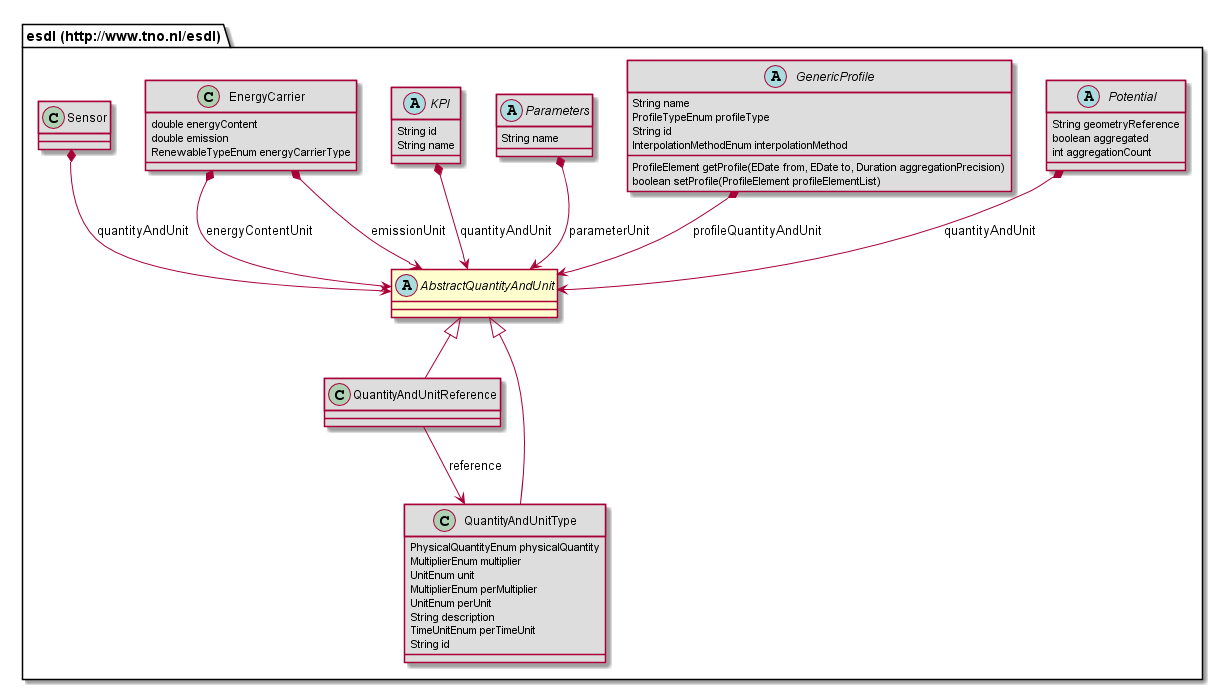 esdl (http://www.tno.nl/esdl)
C Sensor
C EnergyCarrier
double energyContent
double emission
RenewableTypeEnum energyCarrierType
A KPI
String id
String name
A Parameters
String name
A GenericProfile
String name
ProfileTypeEnum profileType
String id
InterpolationMethodEnum interpolationMethod
ProfileElement getProfile(EDate from, EDate to, Duration aggregationPrecision)
boolean setProfile(ProfileElement profileElementList)
A Potential
String geometryReference
boolean aggregated
int aggregationCount
quantityAndUnit
energyContentUnit
emissionUnit
quantityAndUnit
parameterUnit
profileQuantityAndUnit
quantityAndUnit
A AbstractQuantityAndUnit
C QuantityAndUnitReference
reference
C QuantityAndUnitType
PhysicalQuantityEnum physicalQuantity
MultiplierEnum multiplier
UnitEnum unit
MultiplierEnum perMultiplier
UnitEnum perUnit
String description
TimeUnitEnum perTimeUnit
String id